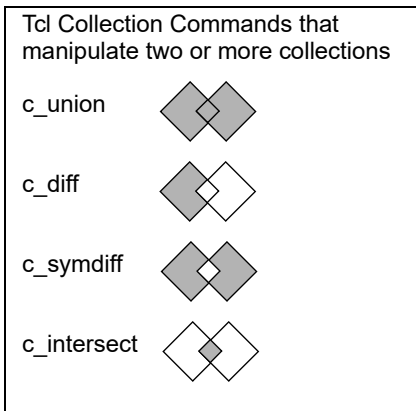 Tcl Collection Commands that
manipulate two or more collections
c_union
c_diff
c_symdiff
c_intersect